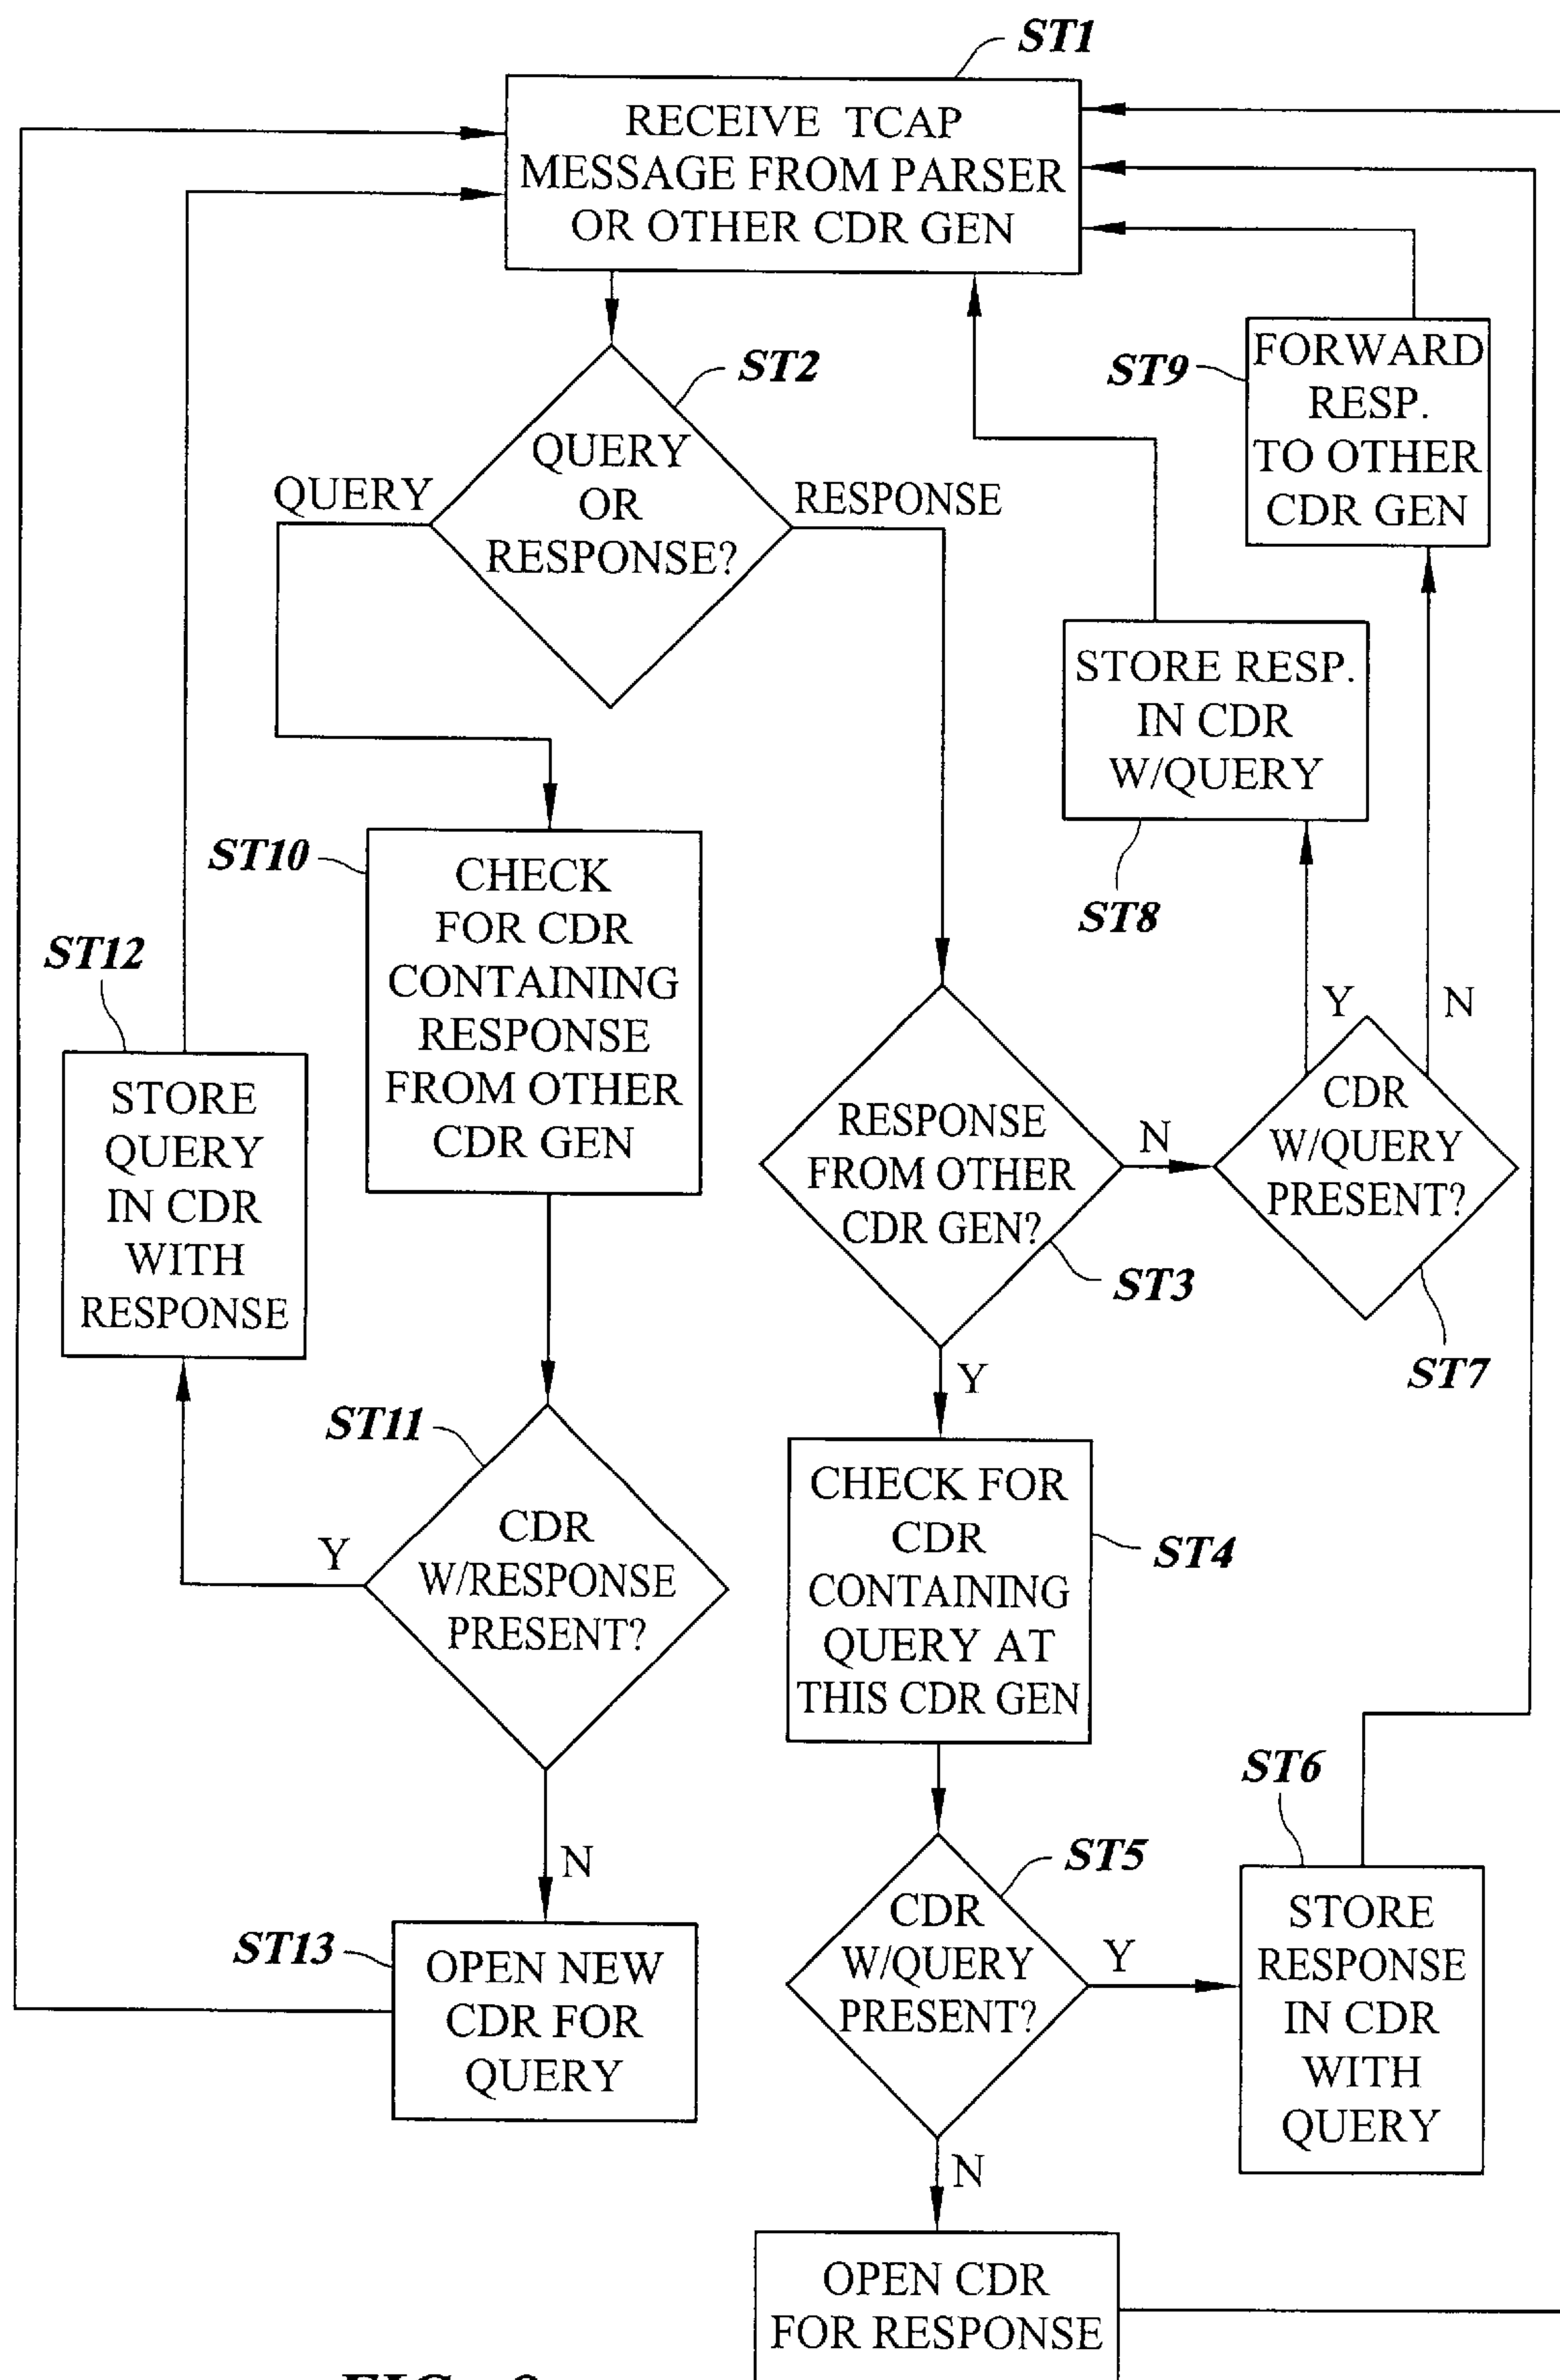 ST1
RECEIVE TCAP
MESSAGE FROM PARSER
OR OTHER CDR GEN
ST2
QUERY
OR
RESPONSE?
QUERY
RESPONSE
ST9
FORWARD
RESP.
TO OTHER
CDR GEN
STORE RESP.
IN CDR
W/QUERY
ST8
ST10
CHECK
FOR CDR
CONTAINING
RESPONSE
FROM OTHER
CDR GEN
ST12
STORE
QUERY
IN CDR
WITH
RESPONSE
RESPONSE
FROM OTHER
CDR GEN?
ST3
N
Y
Y
N
CDR
W/QUERY
PRESENT?
ST7
ST11
CDR
W/RESPONSE
PRESENT?
Y
N
CHECK FOR
CDR
CONTAINING
QUERY AT
THIS CDR GEN
ST4
ST13
OPEN NEW
CDR FOR
QUERY
ST5
CDR
W/QUERY
PRESENT?
Y
N
ST6
STORE
RESPONSE
IN CDR
WITH
QUERY
OPEN CDR
FOR RESPONSE